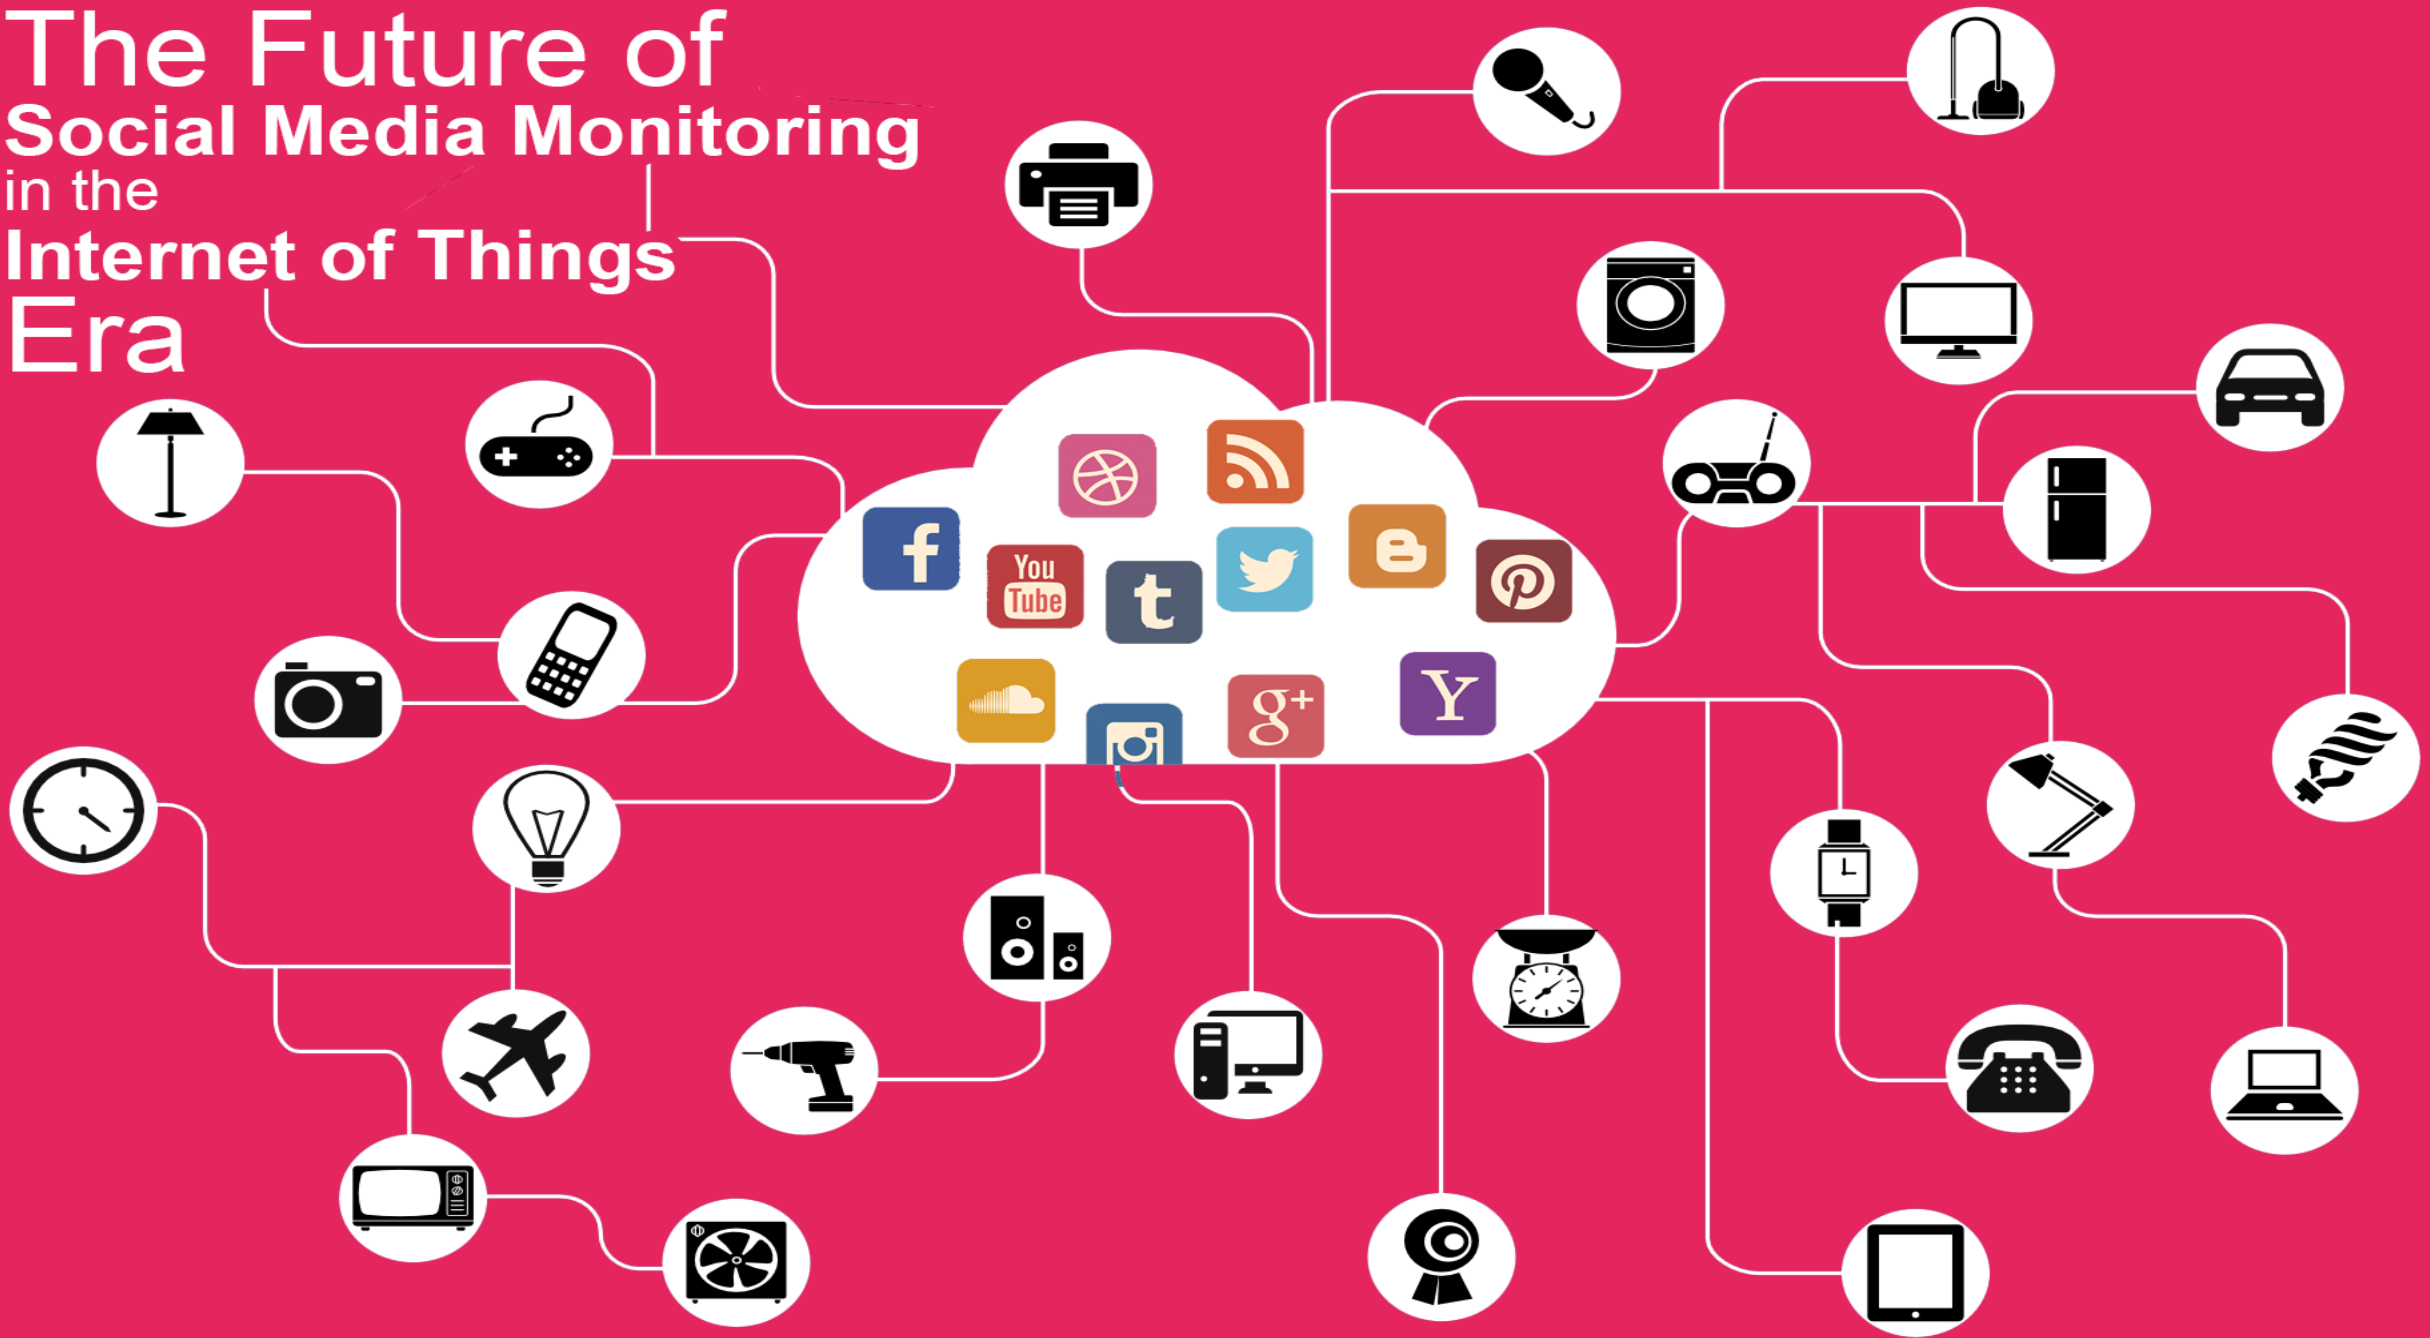 The Future of
Social Media Monitoring
in the
Internet of Things
Era
f
You
Tube
t
B
P
g+
Y